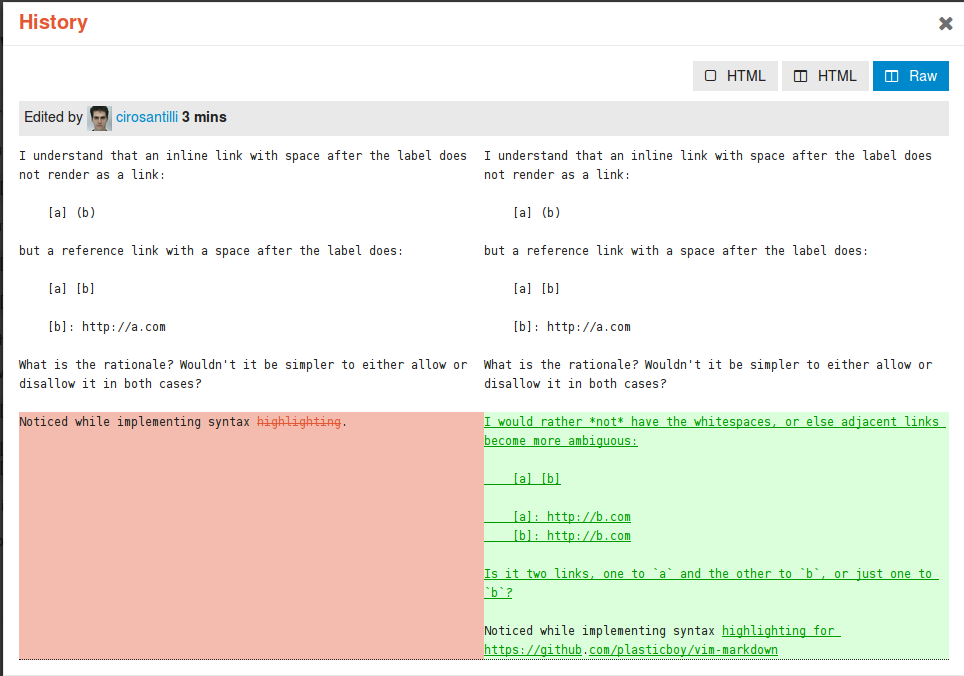 History
HTML
HTML
Raw
Edited by cirosantilli 3 mins
I understand that an inline link with space after the label does
not render as a link:
[a] (b)
but a reference link with a space after the label does:
[a] [b]
[b]: http://a.com
What is the rationale? Wouldn't it be simpler to either allow or
disallow it in both cases?
Noticed while implementing syntax highlighting.
I understand that an inline link with space after the label does
not render as a link:
[a] (b)
but a reference link with a space after the label does:
[a] [b]
[b]: http://a.com
What is the rationale? Wouldn't it be simpler to either allow or
disallow it in both cases?
I would rather *not* have the whitespaces, or else adjacent links
become more ambiguous:
[a] [b]
[a]: http://b.com
[b]: http://b.com
Is it two links, one to `a` and the other to `b`, or just one to
`b`?
Noticed while implementing syntax highlighting for
https://github.com/plasticboy/vim-markdown